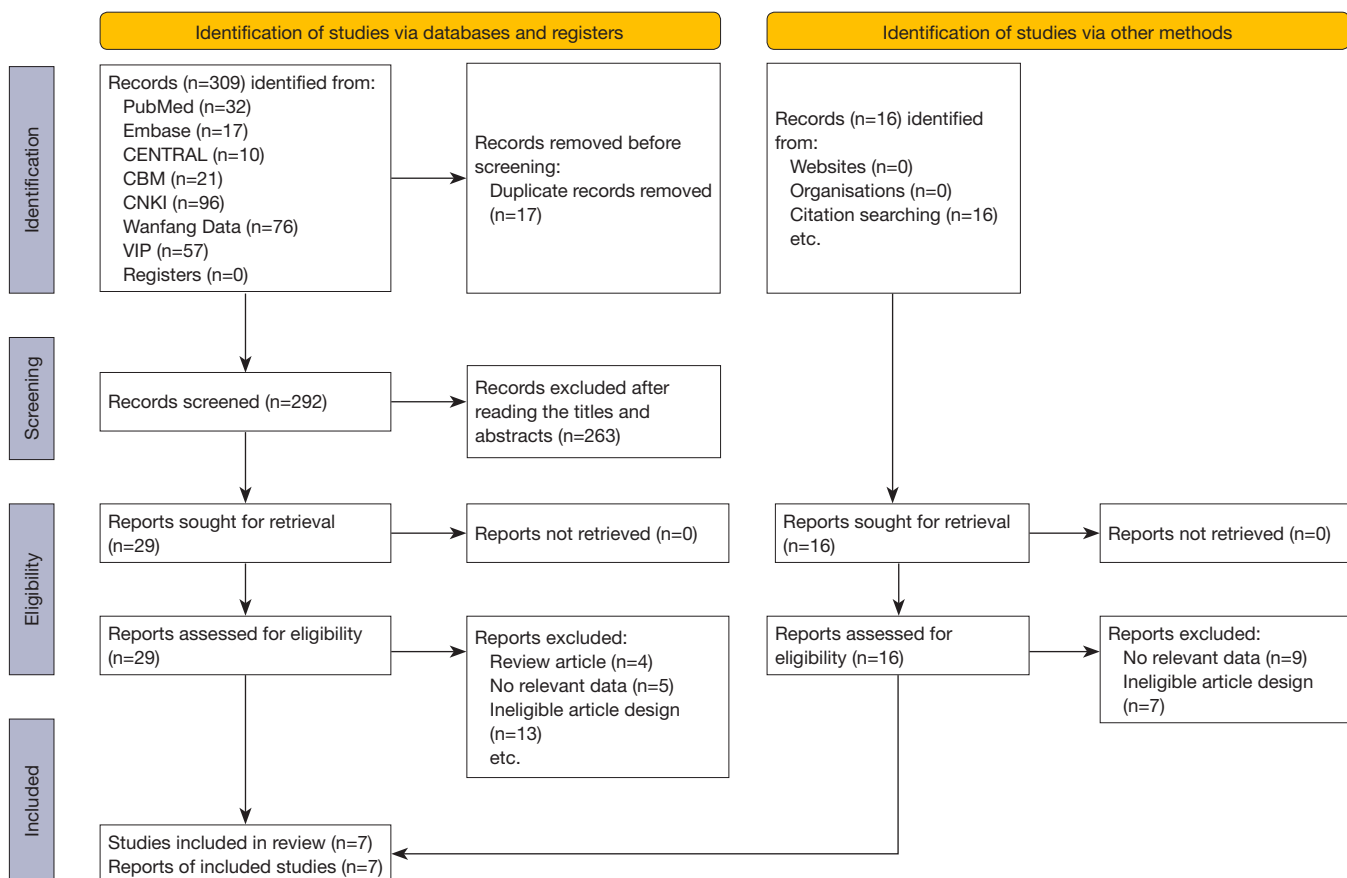 Identification of studies via databases and registers
Identification of studies via other methods
Identification
Records (n=309) identified from:
PubMed (n=32)
Embase (n=17)
CENTRAL (n=10)
CBM (n=21)
CNKI (n=96)
Wanfang Data (n=76)
VIP (n=57)
Registers (n=0)
Records removed before
screening:
Duplicate records removed
(n=17)
Records (n=16) identified
from:
Websites (n=0)
Organisations (n=0)
Citation searching (n=16)
etc.
Screening
Records screened (n=292)
Records excluded after
reading the titles and
abstracts (n=263)
Eligibility
Reports sought for retrieval
(n=29)
Reports not retrieved (n=0)
Reports sought for retrieval
(n=16)
Reports not retrieved (n=0)
Reports assessed for eligibility
(n=29)
Reports excluded:
Review article (n=4)
No relevant data (n=5)
Ineligible article design
(n=13)
etc.
Reports assessed for
eligibility (n=16)
Reports excluded:
No relevant data (n=9)
Ineligible article design
(n=7)
Included
Studies included in review (n=7)
Reports of included studies (n=7)